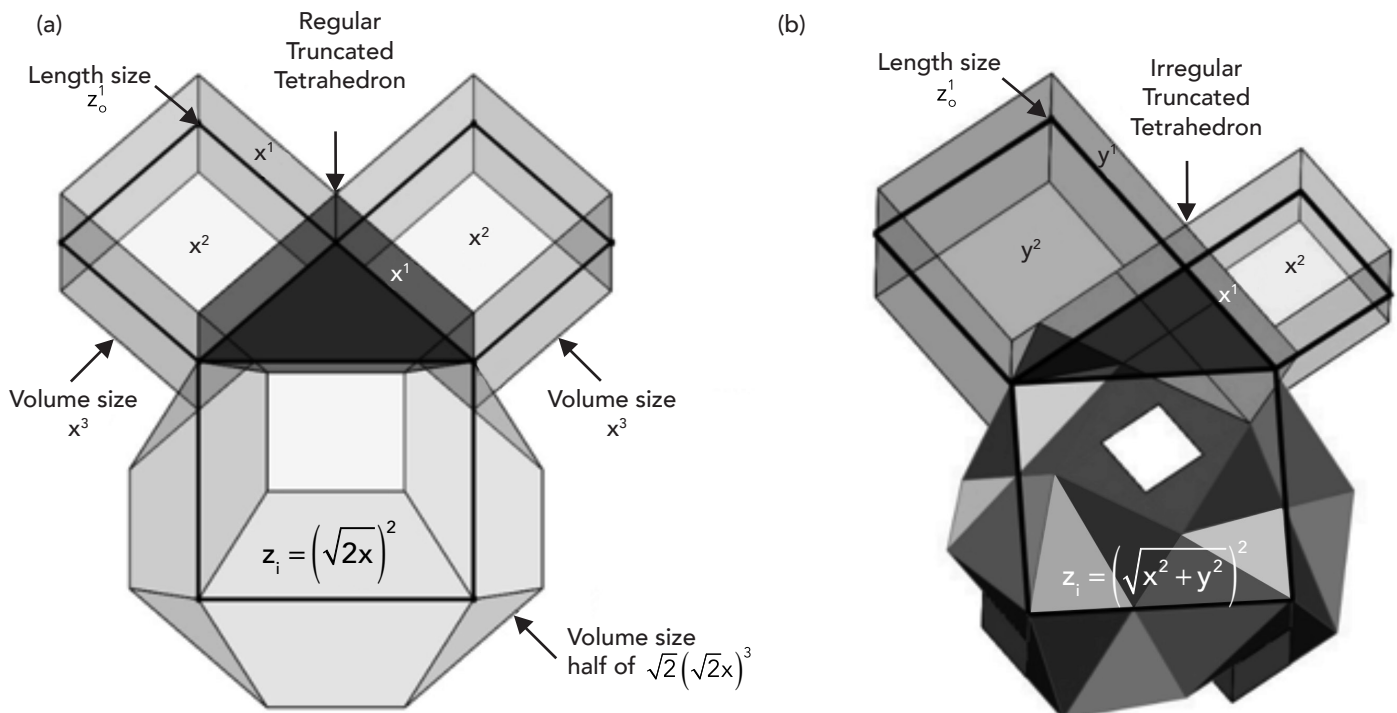 (a)
Regular
Truncated
Tetrahedron
Length size
z₀¹
x¹
x²
x²
x¹
Volume size
x³
Volume size
x³
zᵢ = (√2x)²
Volume size
half of √2(√2x)³
(b)
Length size
z₀¹
Irregular
Truncated
Tetrahedron
y¹
y²
x²
x¹
zᵢ = (√x² + y²)²